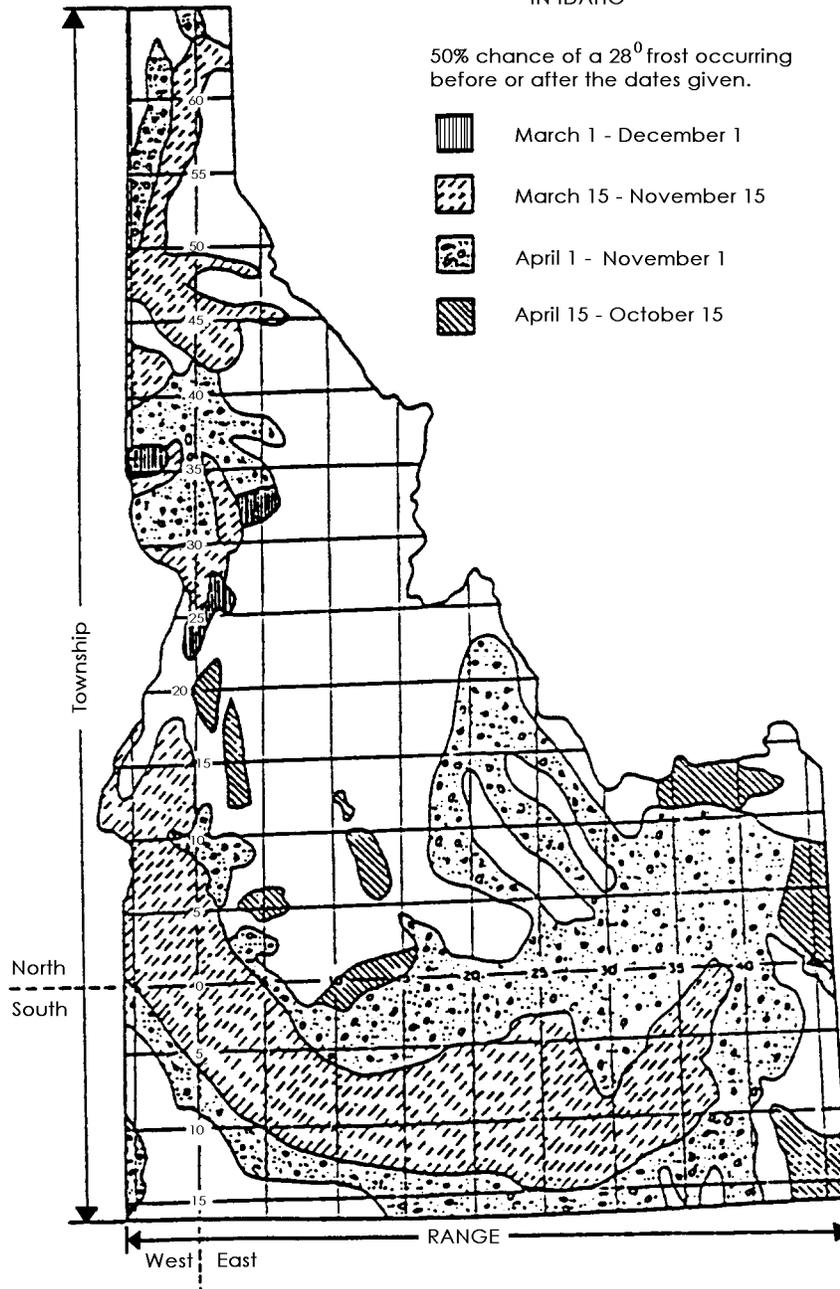 IN IDAHO
50% chance of a 28⁰ frost occurring
before or after the dates given.
March 1 - December 1
March 15 - November 15
April 1 - November 1
April 15 - October 15
60
55
50
45
40
35
30
25
20
15
10
5
0
5
10
15
20 25 30 35 40
Township
North
South
RANGE
West East